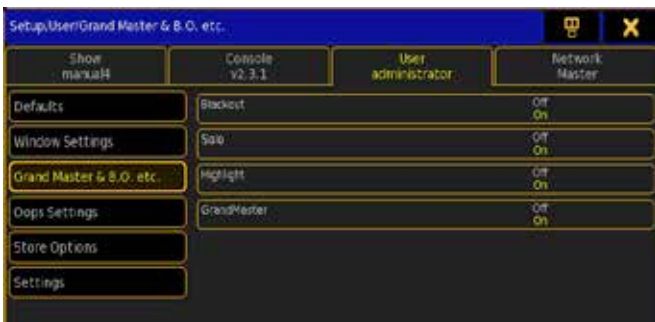 Setup/User/Grand Master & B.O. etc.
Show
manual4
Console
v2.3.1
User
administrator
Network
Master
Defaults
Blackout
Off
On
Window Settings
Solo
Off
On
Grand Master & B.O. etc.
Highlight
Off
On
Oops Settings
GrandMaster
Off
On
Store Options
Settings